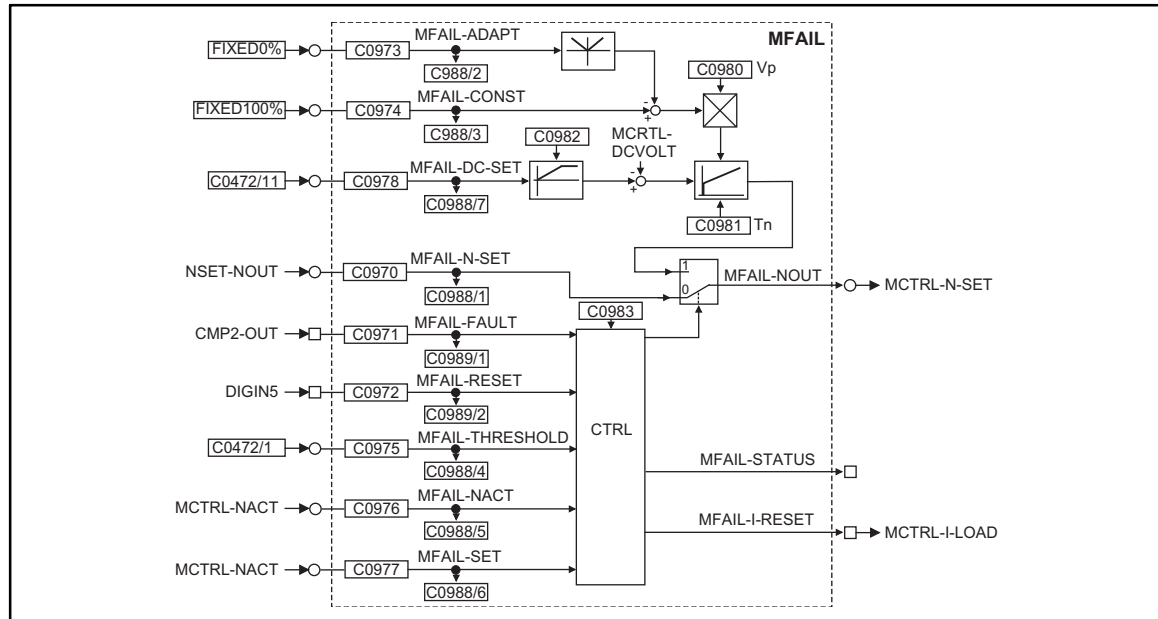 MFAIL
FIXED0%
C0973
MFAIL-ADAPT
C988/2
C0980
Vp
FIXED100%
C0974
MFAIL-CONST
C988/3
-
+
C0982
MCRTL-
DCVOLT
C0472/11
C0978
MFAIL-DC-SET
C0988/7
-
+
C0981
Tn
NSET-NOUT
C0970
MFAIL-N-SET
C0988/1
1
0
MFAIL-NOUT
MCTRL-N-SET
C0983
CMP2-OUT
C0971
MFAIL-FAULT
C0989/1
DIGIN5
C0972
MFAIL-RESET
C0989/2
CTRL
C0472/1
C0975
MFAIL-THRESHOLD
C0988/4
MFAIL-STATUS
MCTRL-NACT
C0976
MFAIL-NACT
C0988/5
MFAIL-I-RESET
MCTRL-I-LOAD
MCTRL-NACT
C0977
MFAIL-SET
C0988/6